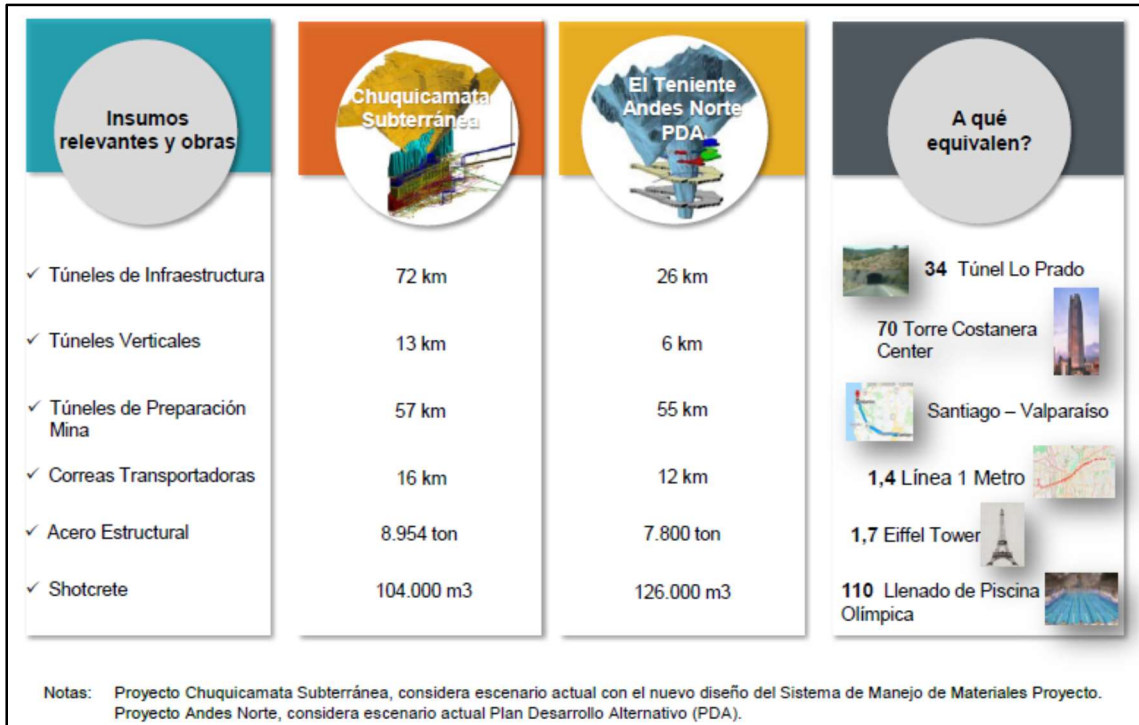 Insumos
relevantes y obras
Chuquicamata
Subterránea
El Teniente
Andes Norte
PDA
A qué
equivalen?
✓ Túneles de Infraestructura
72 km
26 km
34 Túnel Lo Prado
✓ Túneles Verticales
13 km
6 km
70 Torre Costanera
Center
✓ Túneles de Preparación
Mina
57 km
55 km
Santiago – Valparaíso
✓ Correas Transportadoras
16 km
12 km
1,4 Línea 1 Metro
✓ Acero Estructural
8.954 ton
7.800 ton
1,7 Eiffel Tower
✓ Shotcrete
104.000 m3
126.000 m3
110 Llenado de Piscina
Olímpica
Notas: Proyecto Chuquicamata Subterránea, considera escenario actual con el nuevo diseño del Sistema de Manejo de Materiales Proyecto.
Proyecto Andes Norte, considera escenario actual Plan Desarrollo Alternativo (PDA).